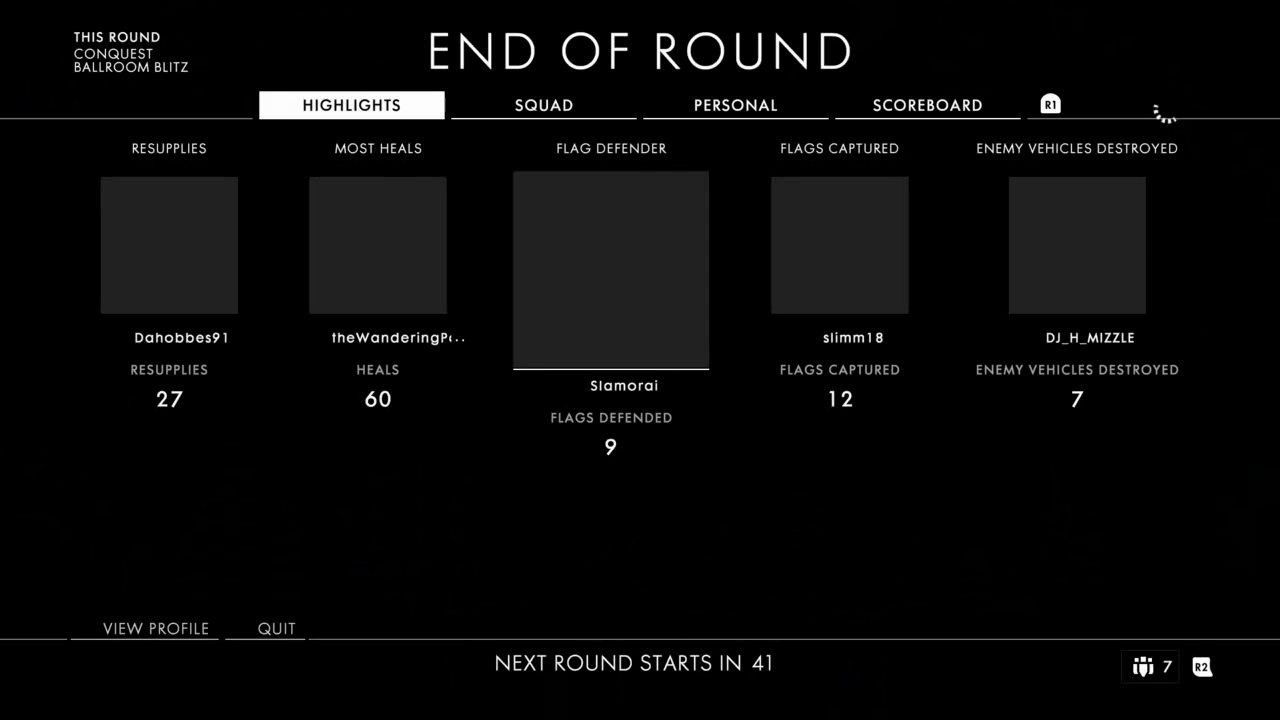 THIS ROUND
CONQUEST
BALLROOM BLITZ
END OF ROUND
HIGHLIGHTS SQUAD PERSONAL SCOREBOARD R1
RESUPPLIES MOST HEALS FLAG DEFENDER FLAGS CAPTURED ENEMY VEHICLES DESTROYED
Dahobbes91 slimm18 DJ_H_MIZZLE
RESUPPLIES HEALS FLAGS CAPTURED ENEMY VEHICLES DESTROYED
Slamorai
27 60 12 7
FLAGS DEFENDED
9
VIEW PROFILE QUIT
NEXT ROUND STARTS IN 41
7 R2